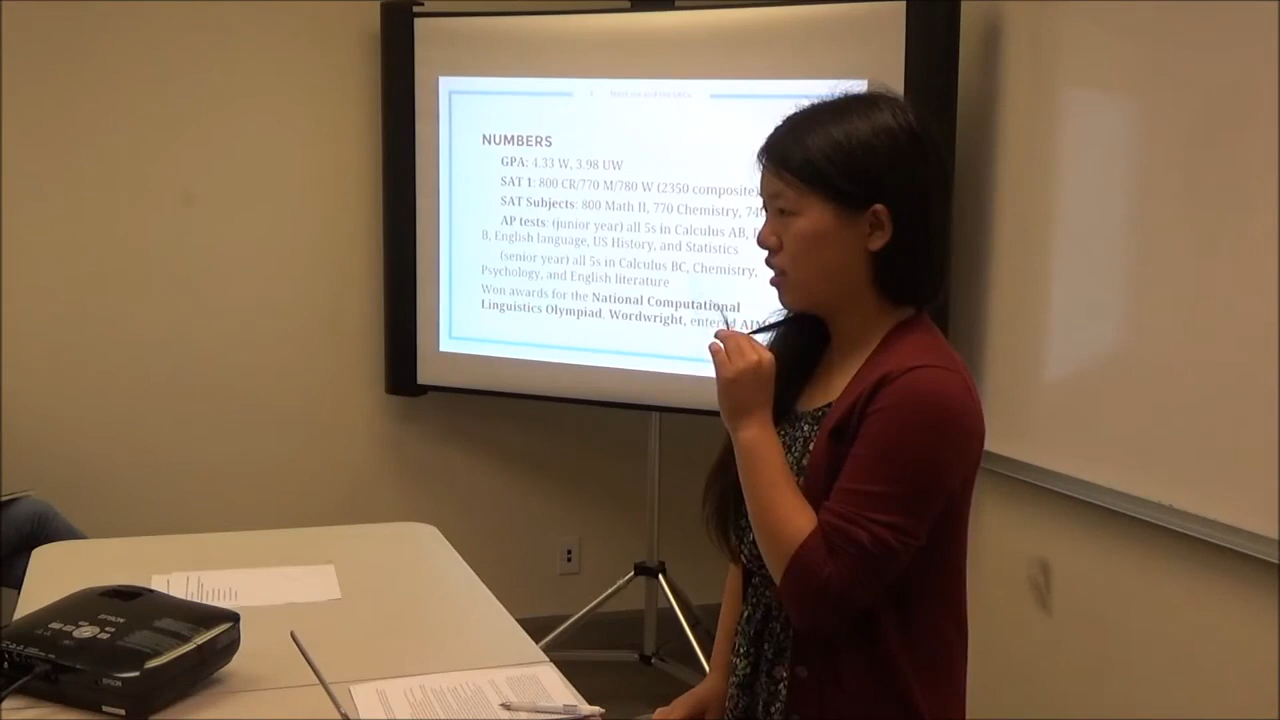 NUMBERS
GPA: 4.33 W, 3.98 UW
SAT 1: 800 CR/770 M/780 W (2350 composite)
SAT Subjects: 800 Math II, 770 Chemistry, 740
AP tests: (junior year) all 5s in Calculus AB,
B, English language, US History, and Statistics
(senior year) all 5s in Calculus BC, Chemistry,
Psychology, and English literature
Won awards for the National Computational
Linguistics Olympiad, Wordwright, entered
EPSON
EPSON